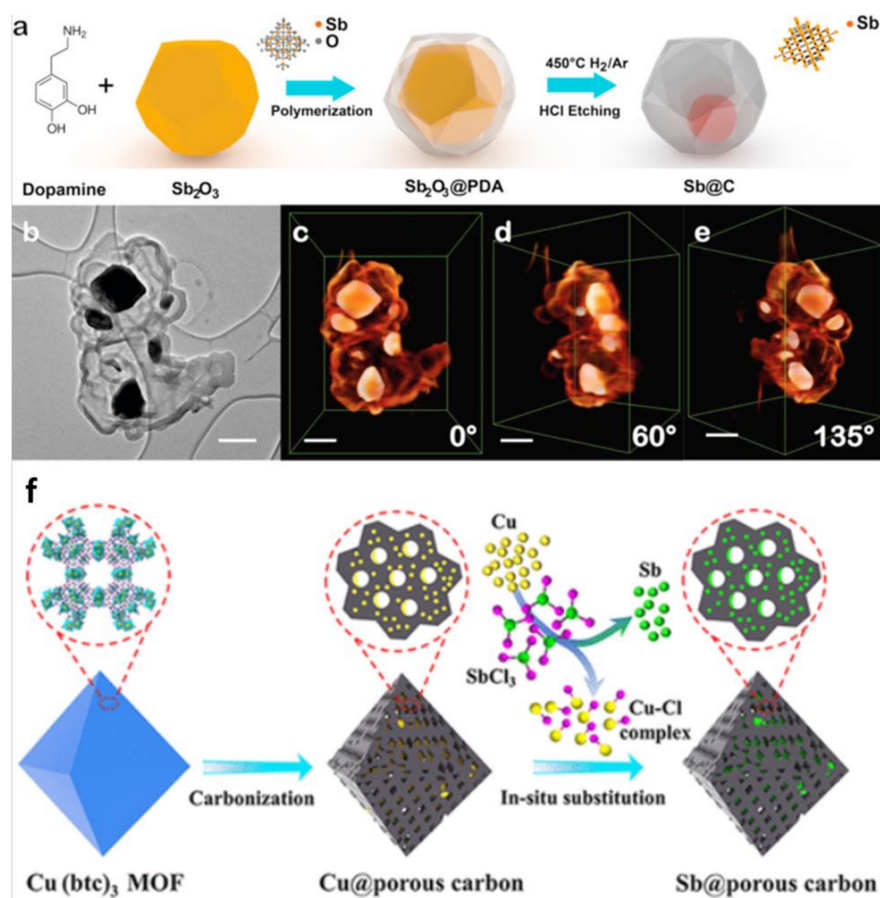 a
NH₂
OH
OH
+
Sb
O
Polymerization
450°C H₂/Ar
HCl Etching
Sb
Dopamine
Sb₂O₃
Sb₂O₃@PDA
Sb@C
b
c
0°
d
60°
e
135°
f
Cu
Sb
SbCl₃
Cu-Cl
complex
Carbonization
In-situ substitution
Cu (btc)₃ MOF
Cu@porous carbon
Sb@porous carbon